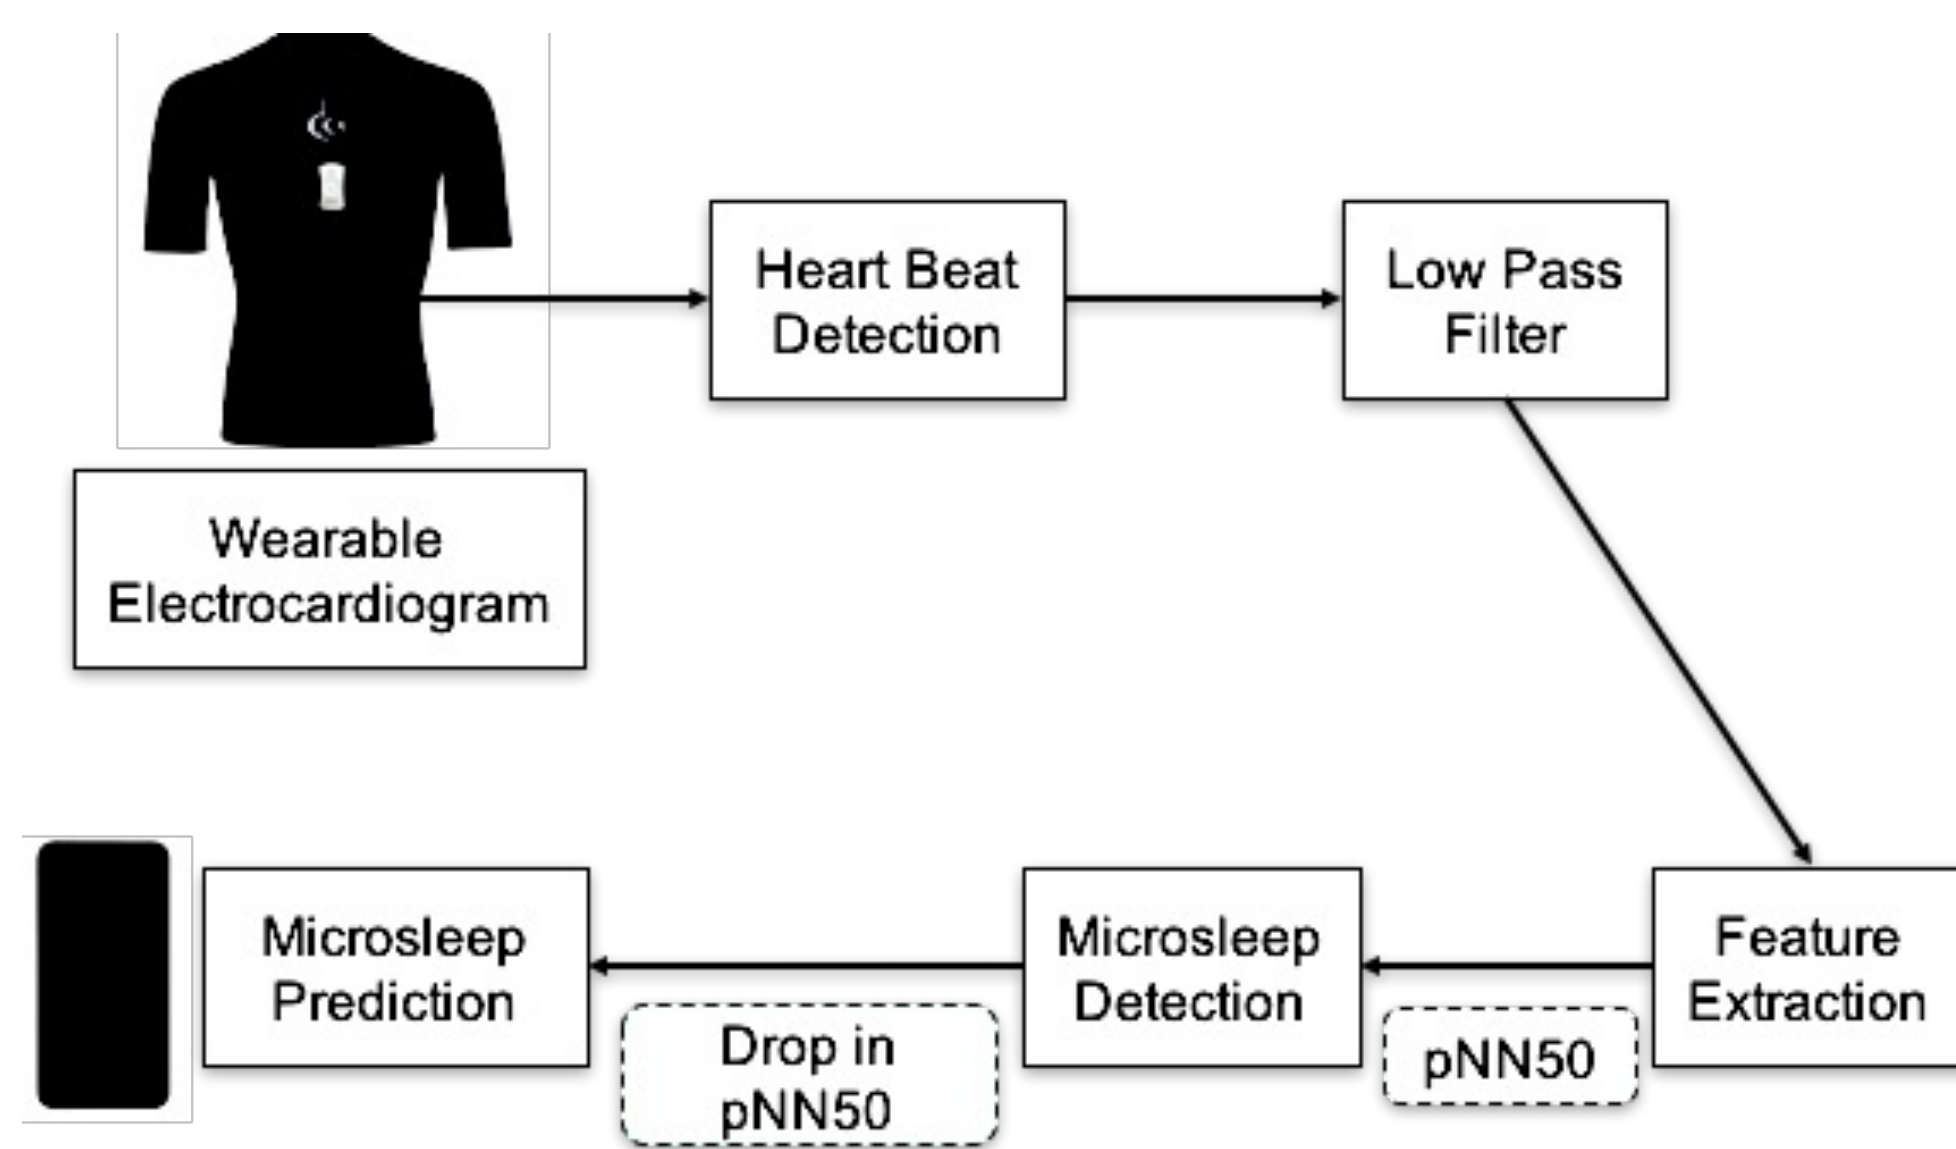 Heart Beat
Detection
Low Pass
Filter
Wearable
Electrocardiogram
Microsleep
Prediction
Drop in
pNN50
Microsleep
Detection
pNN50
Feature
Extraction